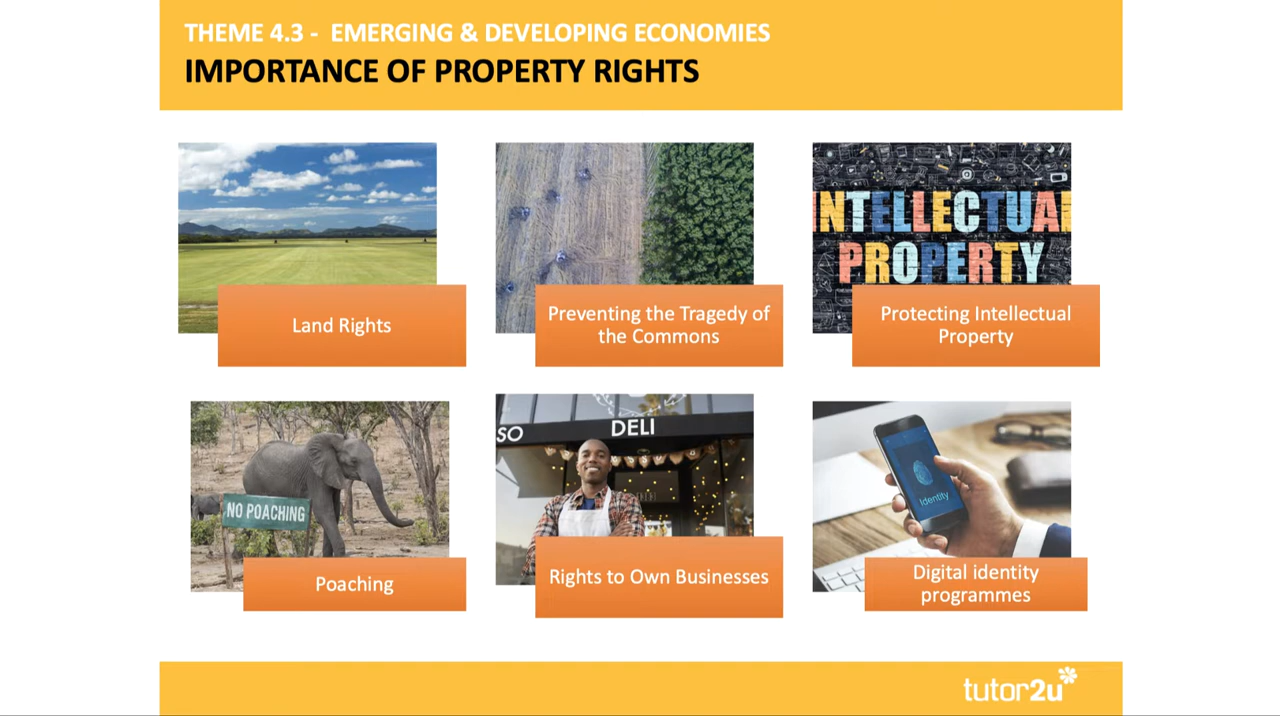 THEME 4.3 - EMERGING & DEVELOPING ECONOMIES
IMPORTANCE OF PROPERTY RIGHTS
Land Rights
Preventing the Tragedy of
the Commons
INTELLECTUAL
PROPERTY
Protecting Intellectual
Property
NO POACHING
Poaching
SO
DELI
Rights to Own Businesses
Identity
Digital identity
programmes
tutor2u